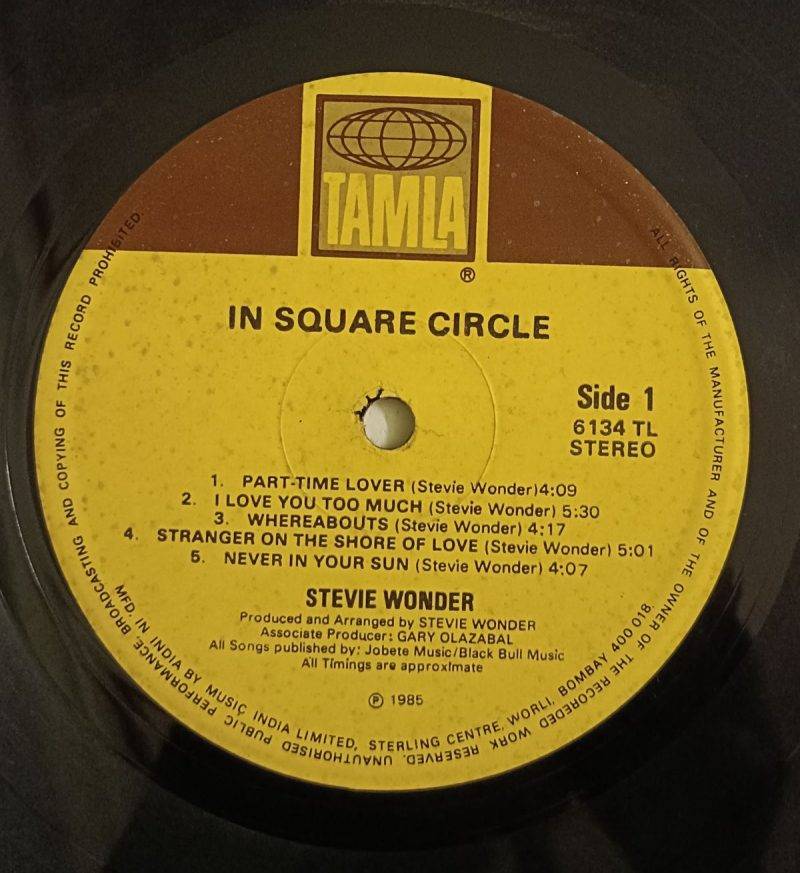 TAMLA
®
IN SQUARE CIRCLE
Side 1
6134 TL
STEREO
1. PART-TIME LOVER (Stevie Wonder)4:09
2. I LOVE YOU TOO MUCH (Stevie Wonder) 5:30
3. WHEREABOUTS (Stevie Wonder) 4:17
4. STRANGER ON THE SHORE OF LOVE (Stevie Wonder) 5:01
5. NEVER IN YOUR SUN (Stevie Wonder) 4:07
STEVIE WONDER
Produced and Arranged by STEVIE WONDER
Associate Producer: GARY OLAZABAL
All Songs published by: Jobete Music/Black Bull Music
All Timings are approximate
℗ 1985
ALL RIGHTS OF THE MANUFACTURER AND OF THE OWNER OF THE RECOREDED WORK RESERVED. UNAUTHORISED PUBLIC PERFORMANCE, BROADCASTING AND COPYING OF THIS RECORD PROHIBITED.
MFD. IN INDIA BY MUSIC INDIA LIMITED, STERLING CENTRE, WORLI, BOMBAY 400 018.